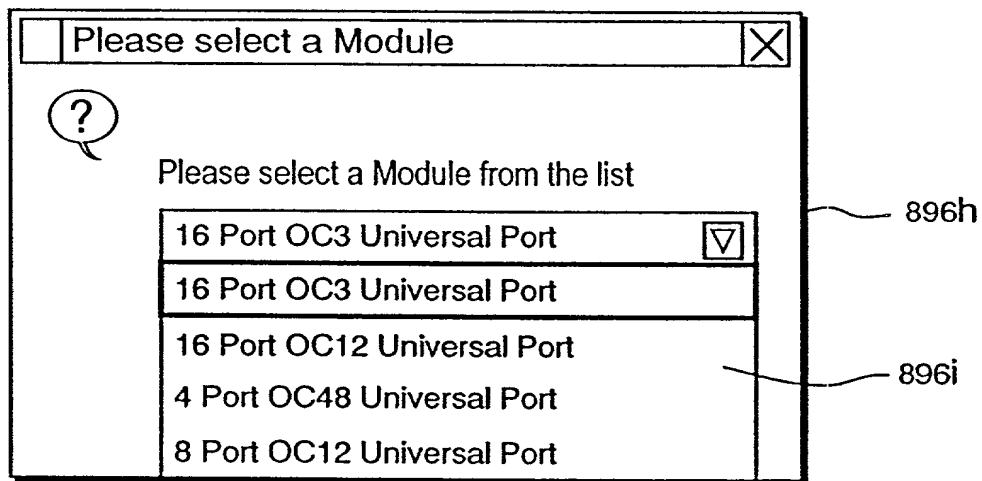 Please select a Module
?
Please select a Module from the list
16 Port OC3 Universal Port
16 Port OC3 Universal Port
16 Port OC12 Universal Port
4 Port OC48 Universal Port
8 Port OC12 Universal Port
896h
896i